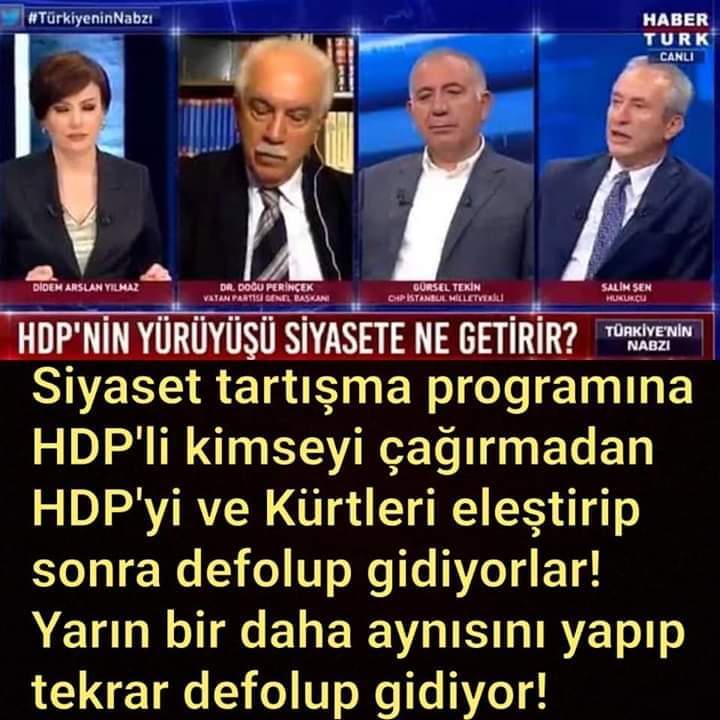 #TürkiyeninNabzı
HABER
TÜRK
CANLI
DİDEM ARSLAN YILMAZ
DR. DOĞU PERİNÇEK
VATAN PARTİSİ GENEL BAŞKANI
GÜRSEL TEKİN
CHP İSTANBUL MİLLETVEKİLİ
SALİM ŞEN
HUKUKÇU
HDP'NİN YÜRÜYÜŞÜ SİYASETE NE GETİRİR?
TÜRKİYE'NİN
NABZI
Siyaset tartışma programına
HDP'li kimseyi çağırmadan
HDP'yi ve Kürtleri eleştirip
sonra defolup gidiyorlar!
Yarın bir daha aynısını yapıp
tekrar defolup gidiyor!